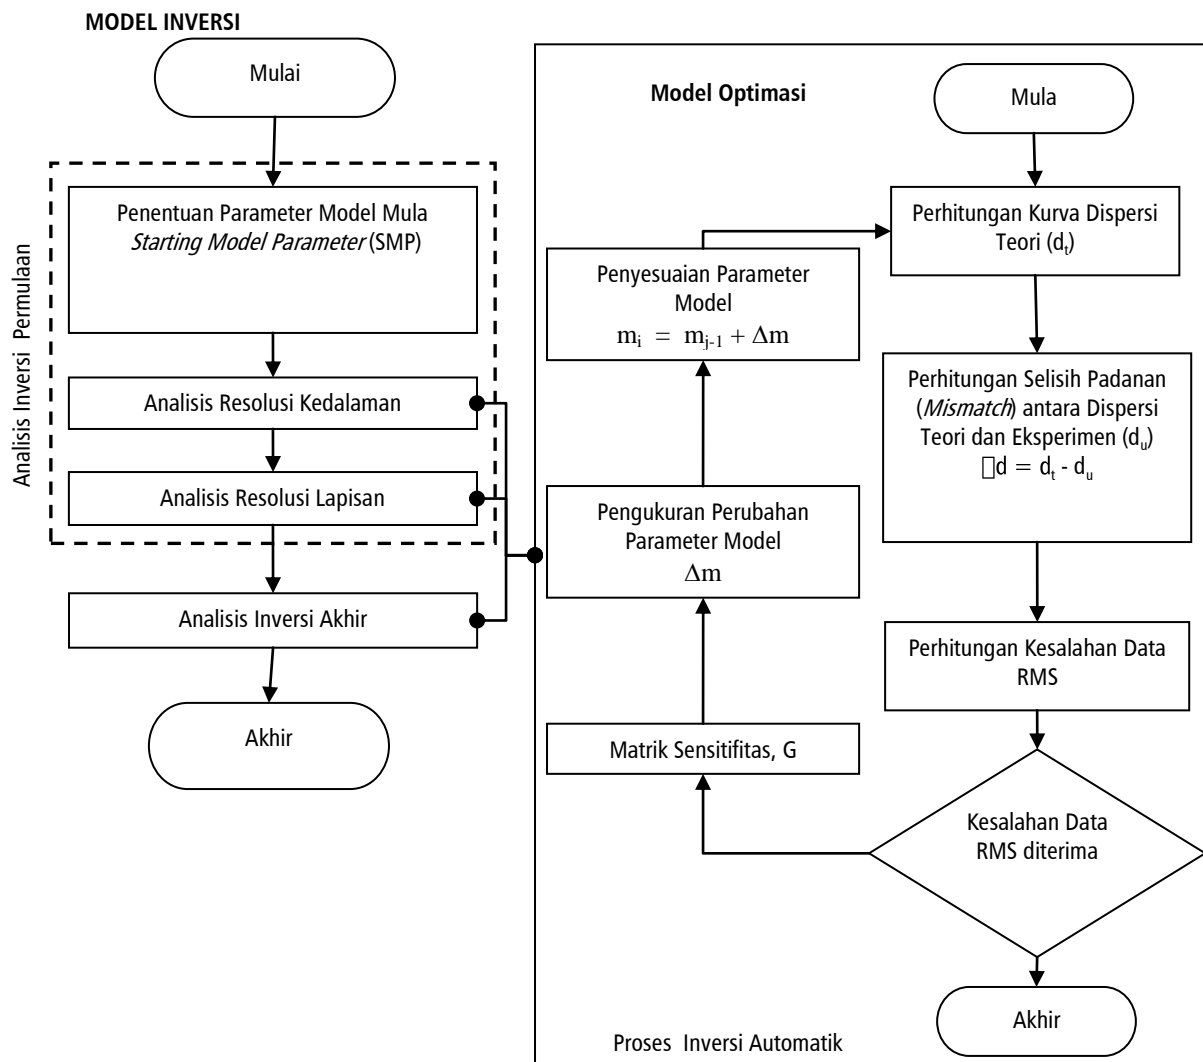 MODEL INVERSI
Mulai
Analisis Inversi Permulaan
Penentuan Parameter Model Mula
Starting Model Parameter (SMP)
Analisis Resolusi Kedalaman
Analisis Resolusi Lapisan
Analisis Inversi Akhir
Akhir
Model Optimasi
Mula
Perhitungan Kurva Dispersi
Teori (dt)
Perhitungan Selisih Padanan
(Mismatch) antara Dispersi
Teori dan Eksperimen (du)
□d = dt - du
Perhitungan Kesalahan Data
RMS
Kesalahan Data
RMS diterima
Akhir
Matrik Sensitifitas, G
Pengukuran Perubahan
Parameter Model
Δm
Penyesuaian Parameter
Model
mi = mj-1 + Δm
Proses Inversi Automatik